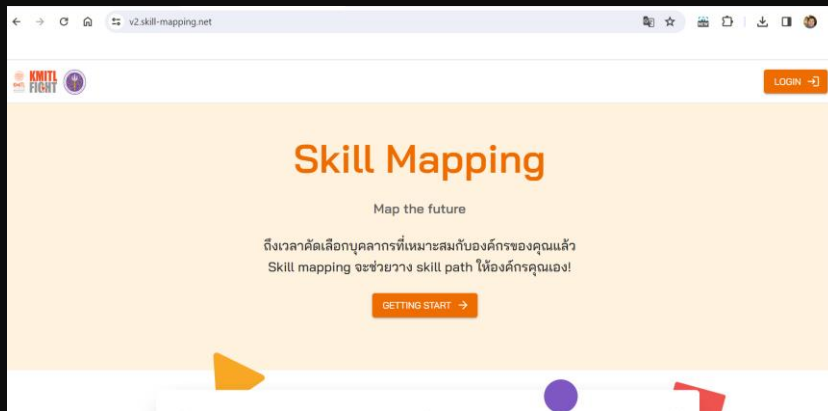 v2.skill-mapping.net
KMITL
FIGHT
LOGIN
Skill Mapping
Map the future
ถึงเวลาคัดเลือกบุคลากรที่เหมาะสมกับองค์กรของคุณแล้ว
Skill mapping จะช่วยวาง skill path ให้องค์กรคุณเอง!
GETTING START